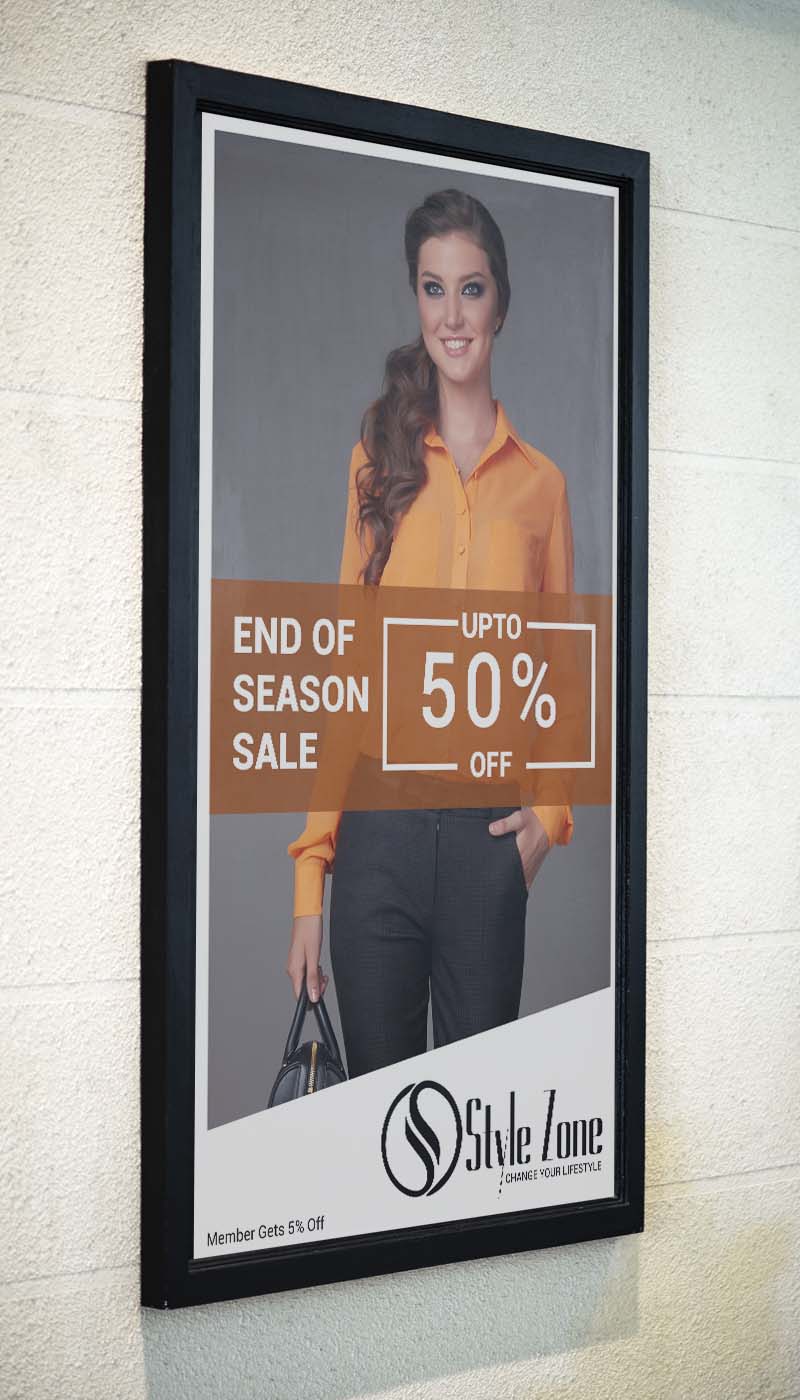 END OF
SEASON
SALE
UPTO
50%
OFF
Style Zone
CHANGE YOUR LIFESTYLE
Member Gets 5% Off